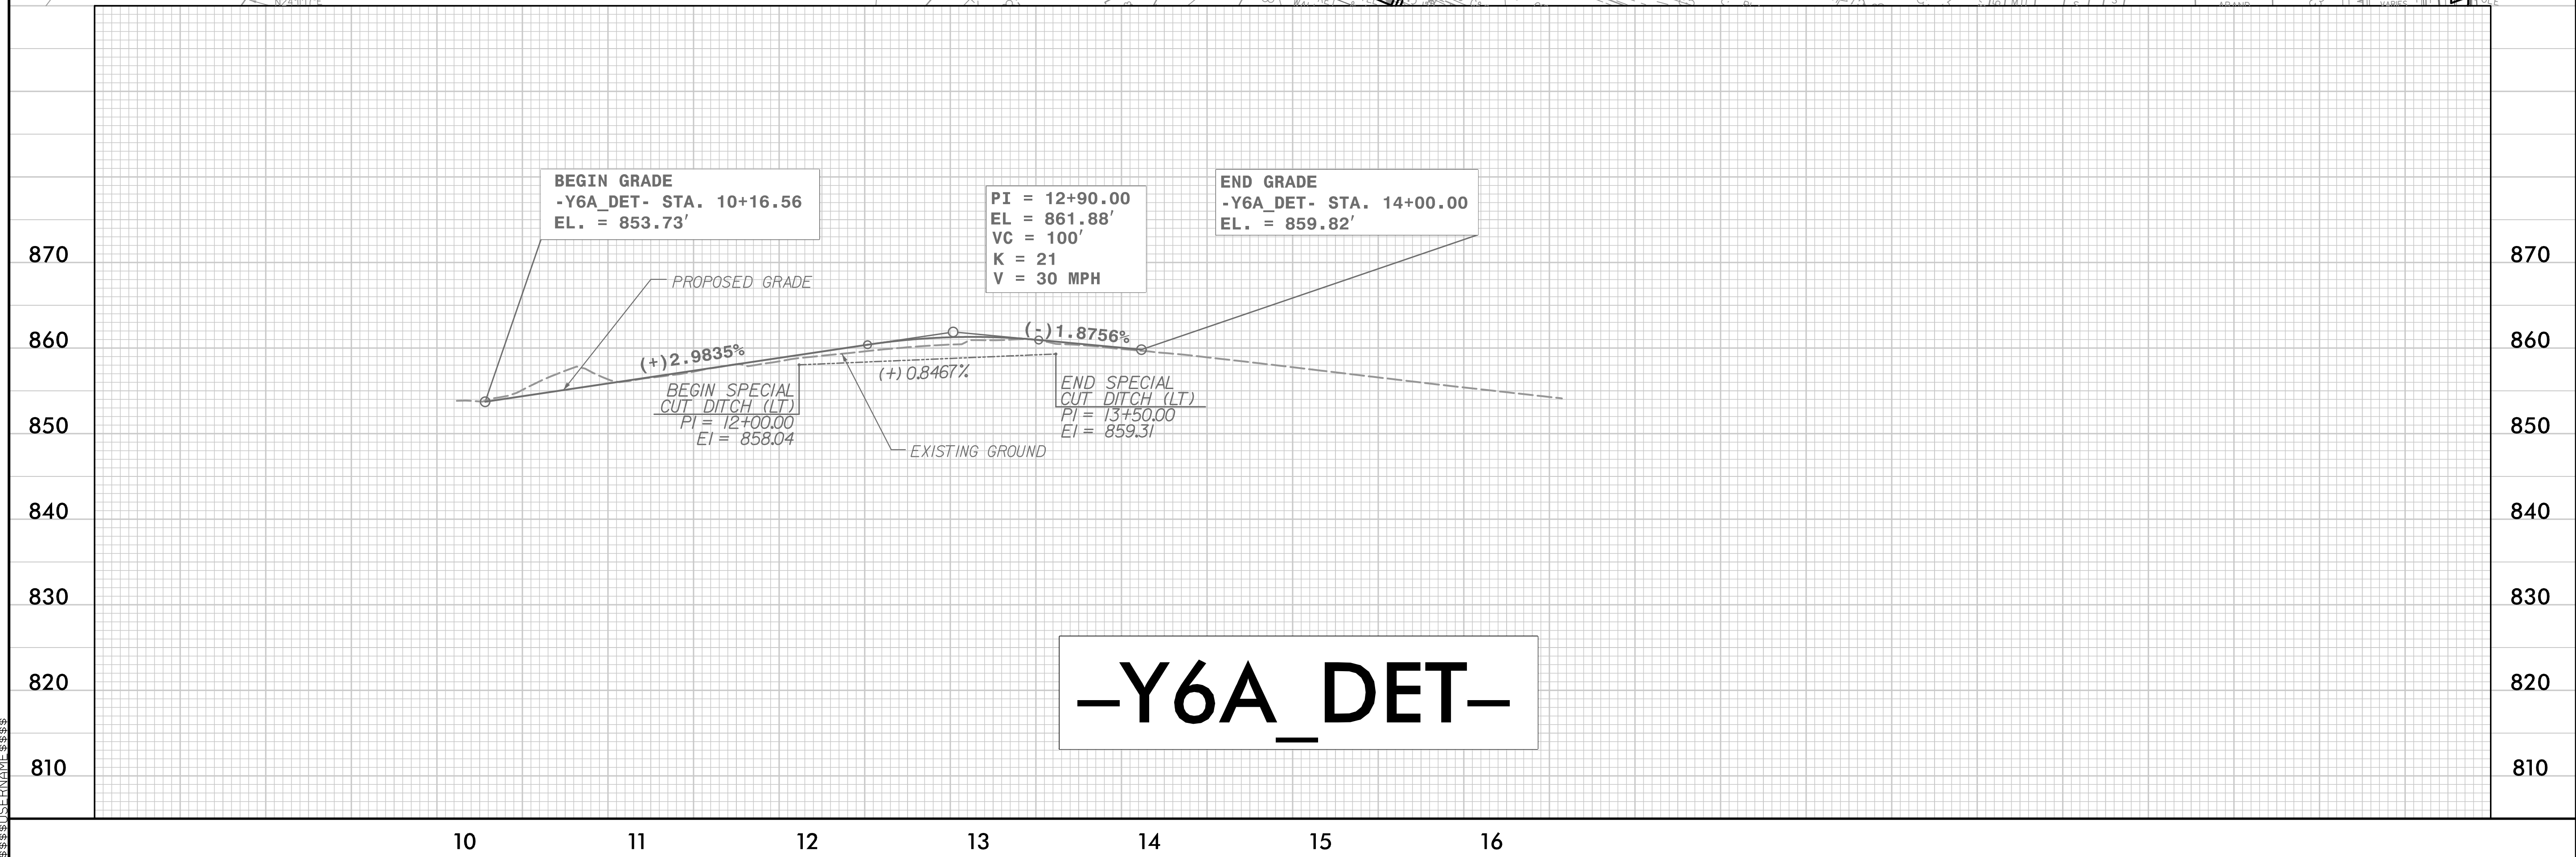 BEGIN GRADE
-Y6A_DET- STA. 10+16.56
EL. = 853.73'
PI = 12+90.00
EL = 861.88'
VC = 100'
K = 21
V = 30 MPH
END GRADE
-Y6A_DET- STA. 14+00.00
EL. = 859.82'
870
870
PROPOSED GRADE
860
(+)2.9835%
(-)1.8756%
860
(+) 0.8467%
BEGIN SPECIAL
CUT DITCH (LT)
PI = 12+00.00
El = 858.04
END SPECIAL
CUT DITCH (LT)
PI = 13+50.00
El = 859.31
850
850
EXISTING GROUND
840
840
830
830
820
820
–Y6A_DET–
810
810
10
11
12
13
14
15
16